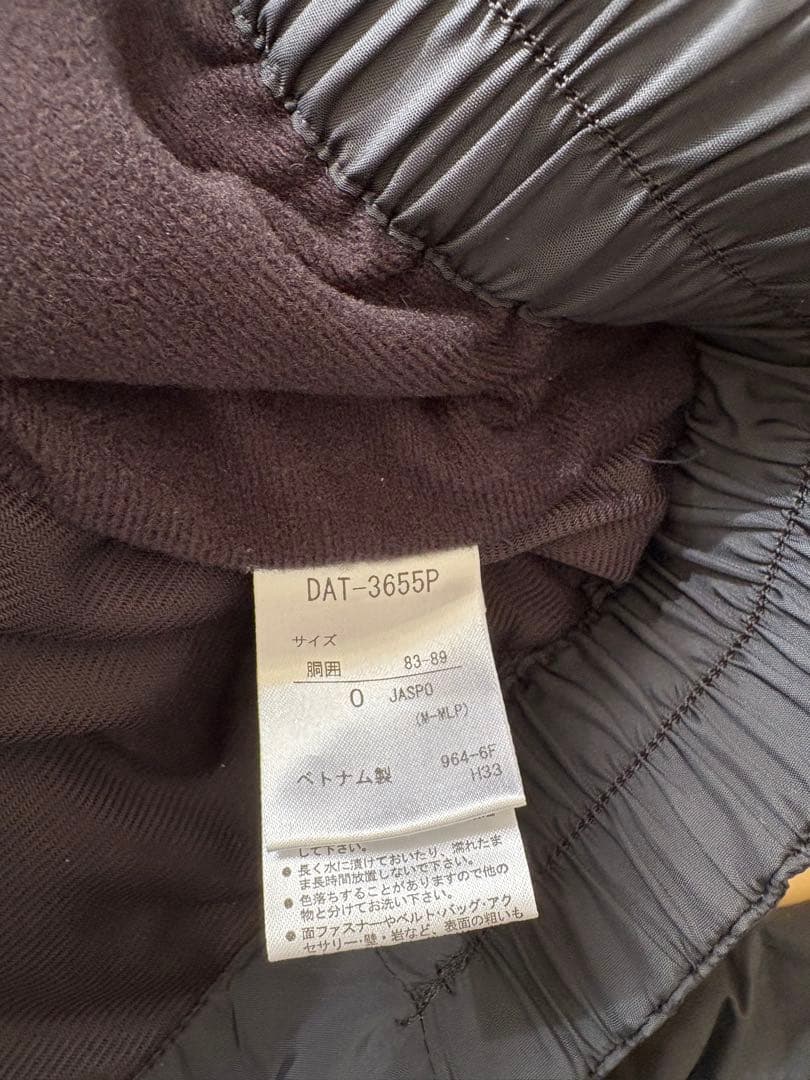 DAT-3655P
サイズ
胴囲 83-89
O JASPO
(M-MLP)
964-6F
ベトナム製 H33
して下さい。
● 長く水に漬けておいたり、濡れたま
ま長時間放置しないで下さい。
● 色落ちすることがありますので他の
物と分けてお洗い下さい。
● 面ファスナーやベルト・バッグ・アク
セサリー・壁・岩など、表面の粗いも